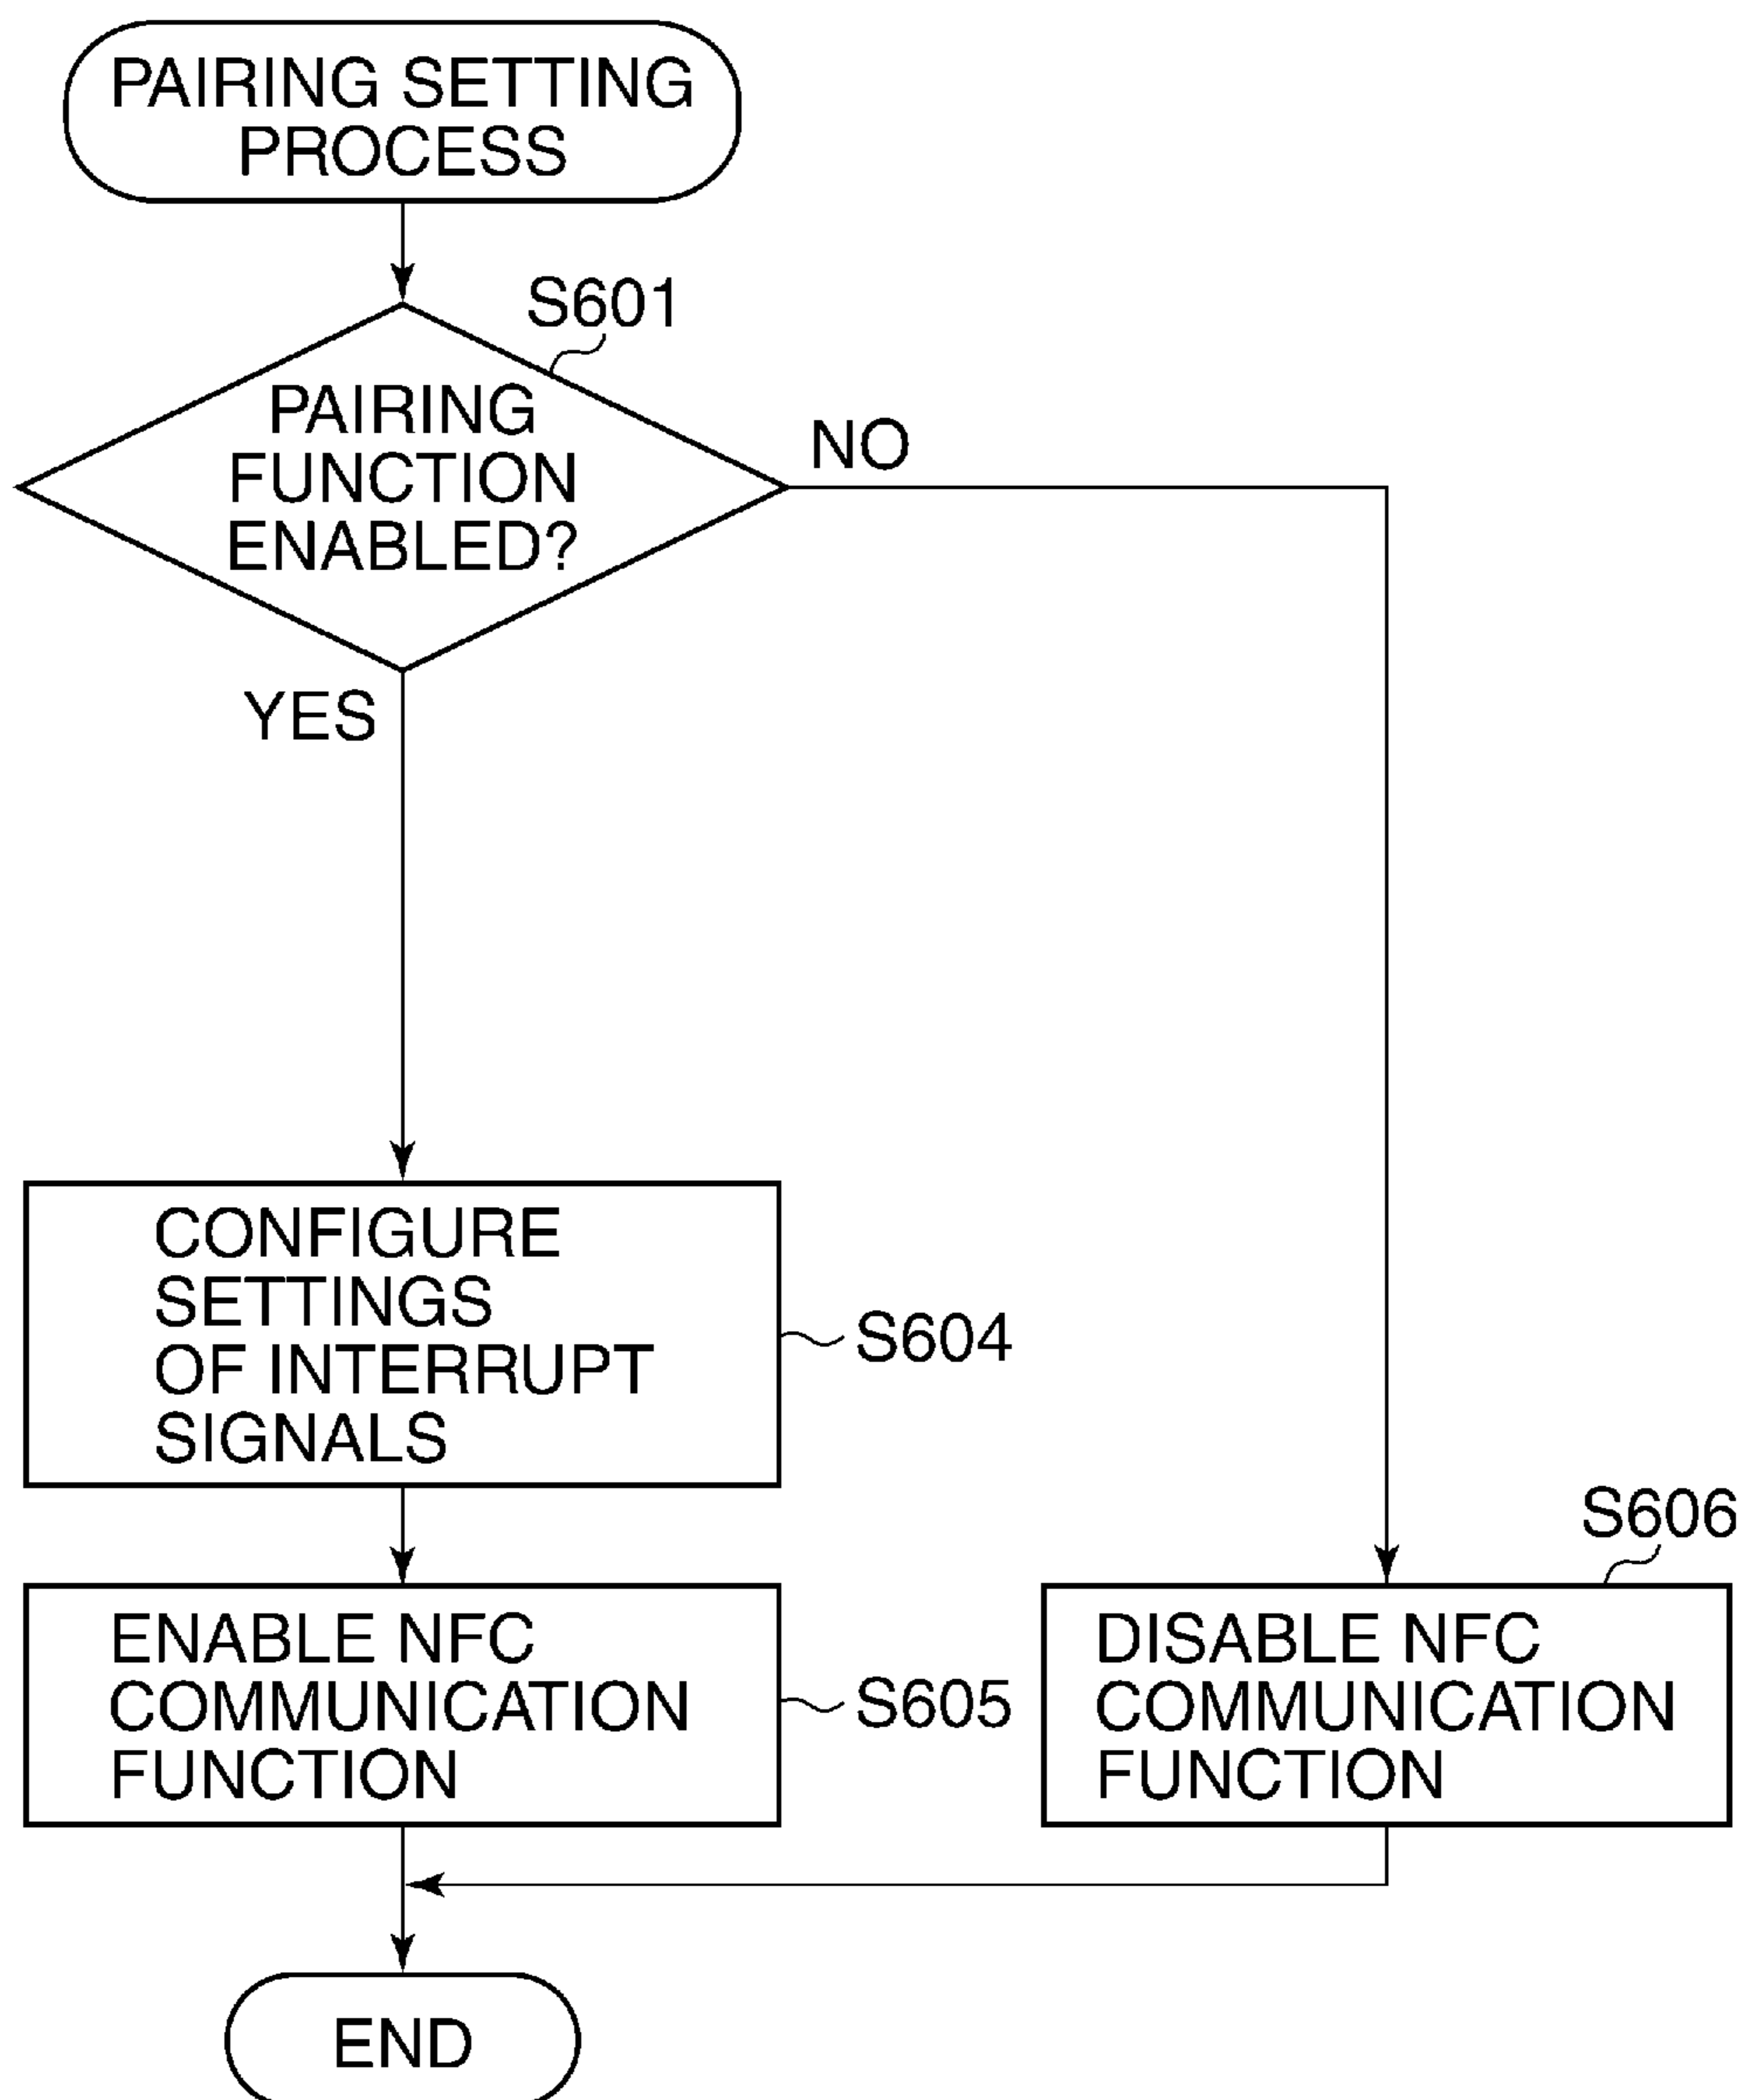 PAIRING SETTING
PROCESS
S601
PAIRING
FUNCTION
ENABLED?
NO
YES
CONFIGURE
SETTINGS
OF INTERRUPT
SIGNALS
S604
S606
ENABLE NFC
COMMUNICATION
FUNCTION
S605
DISABLE NFC
COMMUNICATION
FUNCTION
END